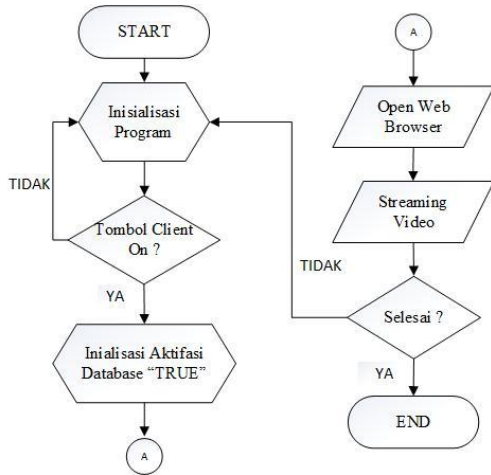 START
Inisialisasi
Program
TIDAK
Tombol Client
On ?
YA
Inialisasi Aktifasi
Database “TRUE”
A
A
Open Web
Browser
Streaming
Video
TIDAK
Selesai ?
YA
END